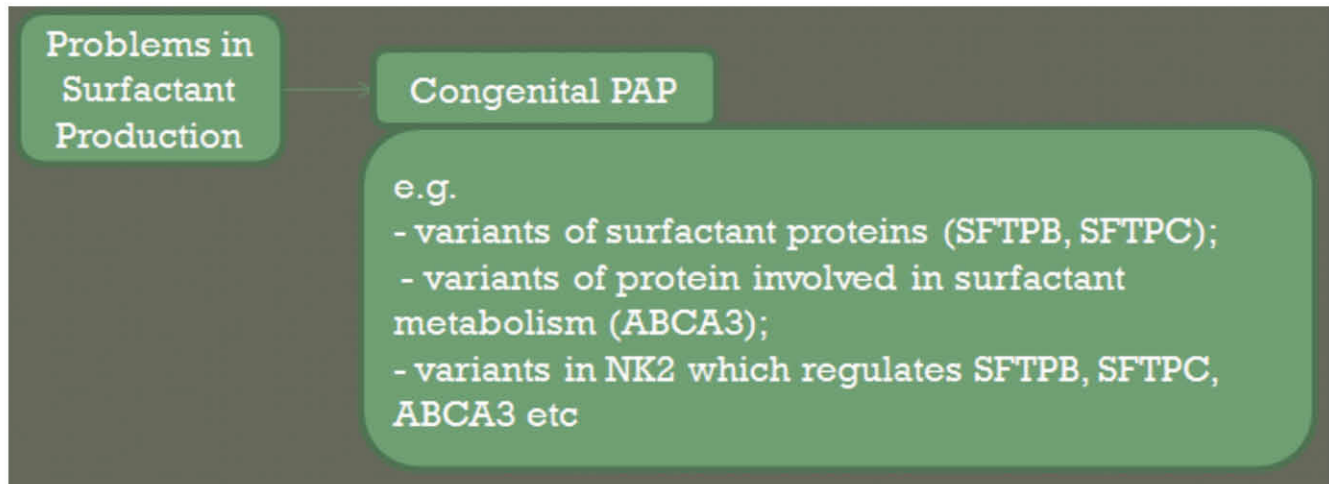 Problems in
Surfactant
Production
Congenital PAP
e.g.
- variants of surfactant proteins (SFTPB, SFTPC);
- variants of protein involved in surfactant
metabolism (ABCA3);
- variants in NK2 which regulates SFTPB, SFTPC,
ABCA3 etc